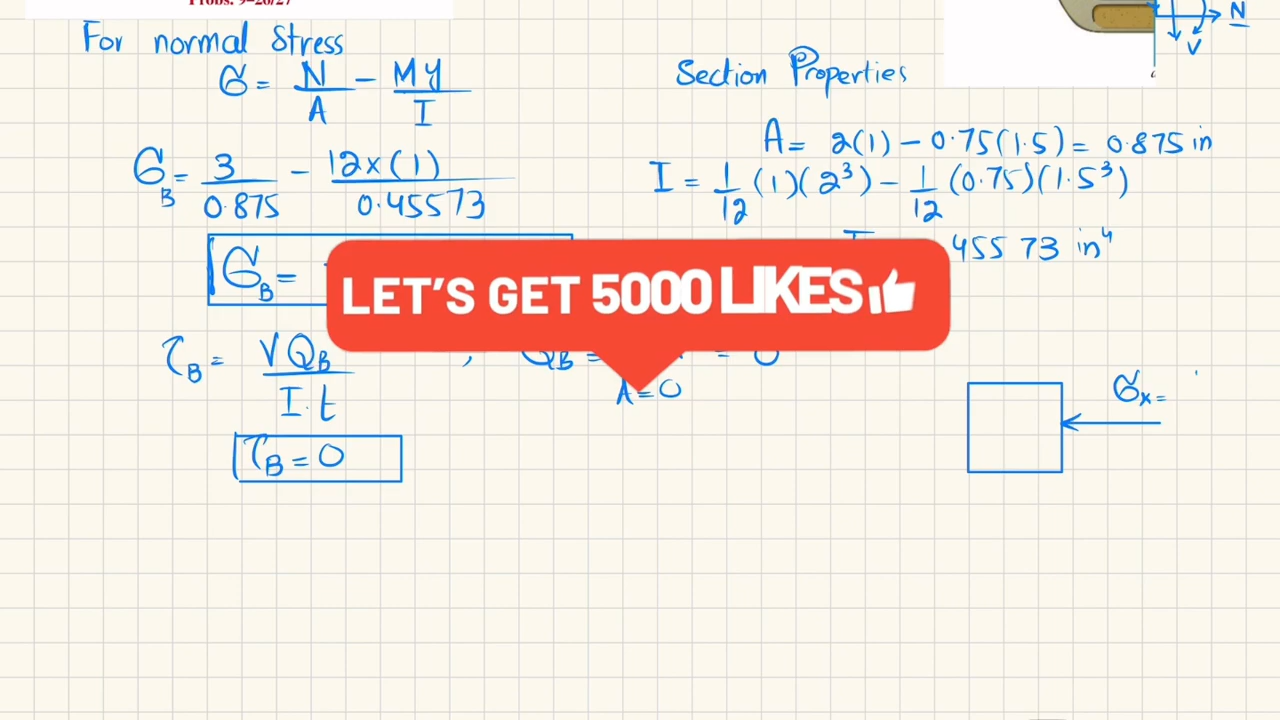 For normal Stress
N
V
Section Properties
σ = N/A - My/I
A = 2(1) - 0.75(1.5) = 0.875 in
σB = 3/0.875 - 12x(1)/0.45573
I = 1/12 (1)(2³) - 1/12 (0.75)(1.5³)
455 73 in⁴
σB =
LET'S GET 5000 LIKES
τB = VQB/I.t , QB = = 0
A = 0
σx =
τB = 0